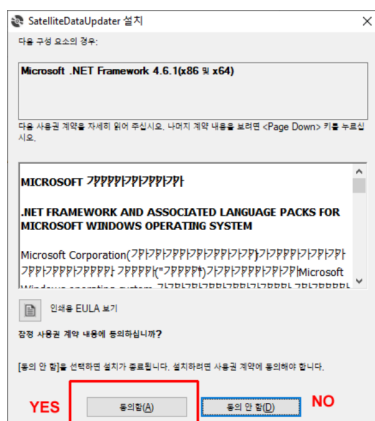 SatelliteDataUpdater 설치
다음 구성 요소의 경우:
Microsoft .NET Framework 4.6.1(x86 및 x64)
다음 사용권 계약을 자세히 읽어 주십시오. 나머지 계약 내용을 보려면 <Page Down> 키를 누르십
시오.
MICROSOFT
.NET FRAMEWORK AND ASSOCIATED LANGUAGE PACKS FOR
MICROSOFT WINDOWS OPERATING SYSTEM
Microsoft Corporation(
Microsoft
Windows operating system
인쇄용 EULA 보기
잠정 사용권 계약 내용에 동의하십니까?
[동의 안 함]을 선택하면 설치가 종료됩니다. 설치하려면 사용권 계약에 동의해야 합니다.
YES 동의함(A) 동의 안 함(D) NO